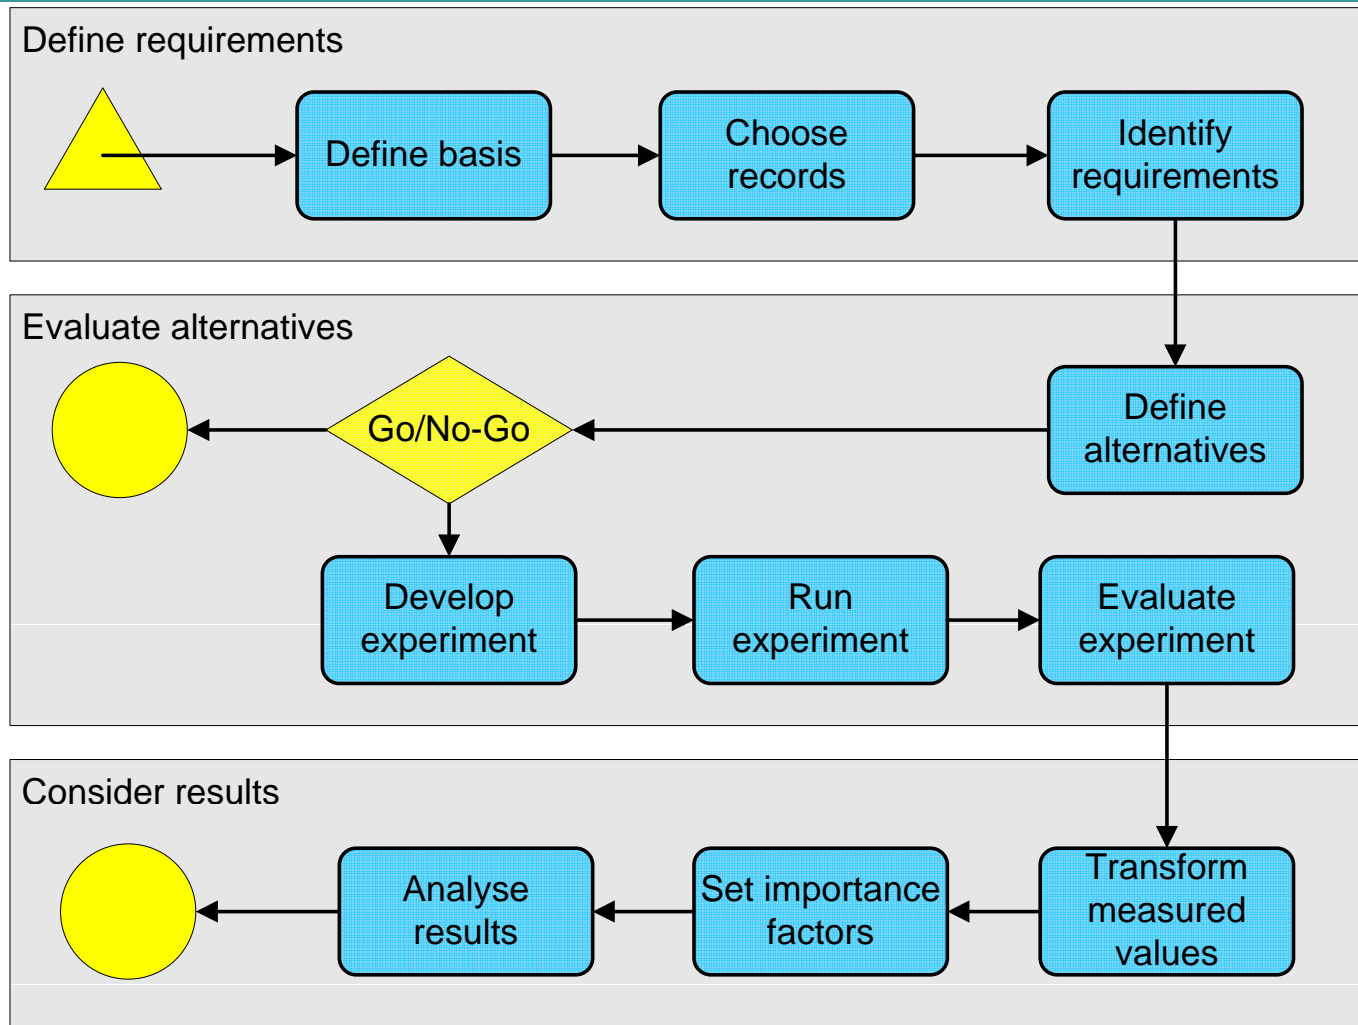 Define requirements
Define basis
Choose
records
Identify
requirements
Evaluate alternatives
Go/No-Go
Define
alternatives
Develop
experiment
Run
experiment
Evaluate
experiment
Consider results
Analyse
results
Set importance
factors
Transform
measured
values